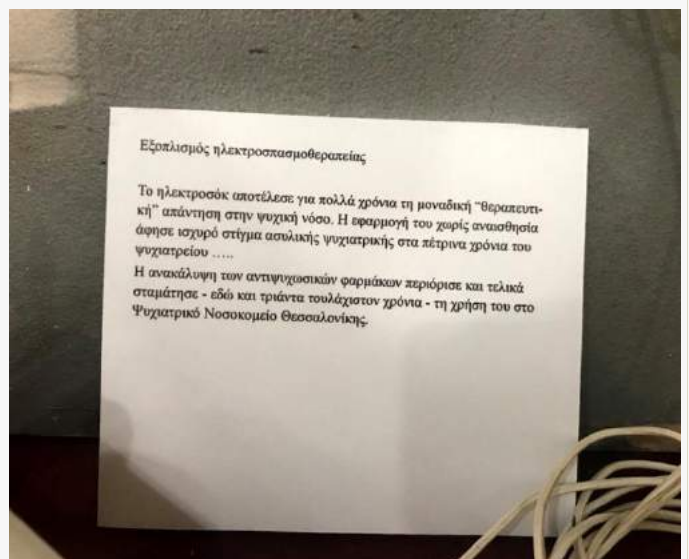 Εξοπλισμός ηλεκτροσπασμοθεραπείας
Το ηλεκτροσόκ αποτέλεσε για πολλά χρόνια τη μοναδική "θεραπευτι-
κή" απάντηση στην ψυχική νόσο. Η εφαρμογή του χωρίς αναισθησία
άφησε ισχυρό στίγμα ασυλικής ψυχιατρικής στα πέτρινα χρόνια του
ψυχιατρείου .....
Η ανακάλυψη των αντιψυχωσικών φαρμάκων περιόρισε και τελικά
σταμάτησε - εδώ και τριάντα τουλάχιστον χρόνια - τη χρήση του στο
Ψυχιατρικό Νοσοκομείο Θεσσαλονίκης.